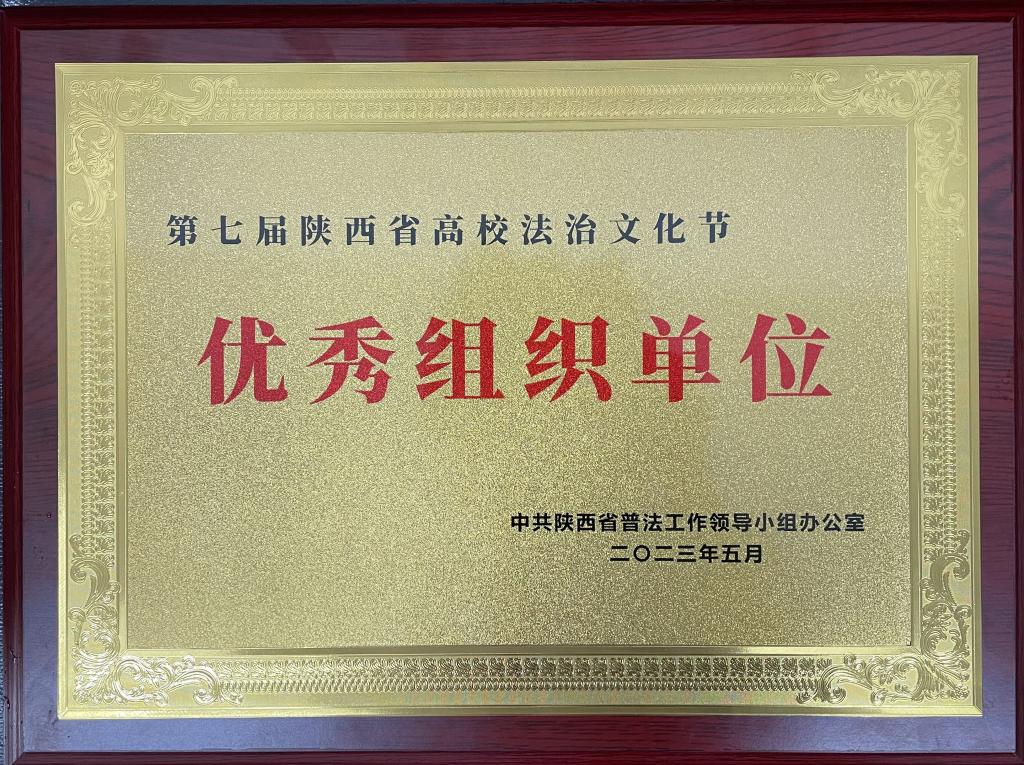 第七届陕西省高校法治文化节
优秀组织单位
中共陕西省普法工作领导小组办公室
二〇二三年五月